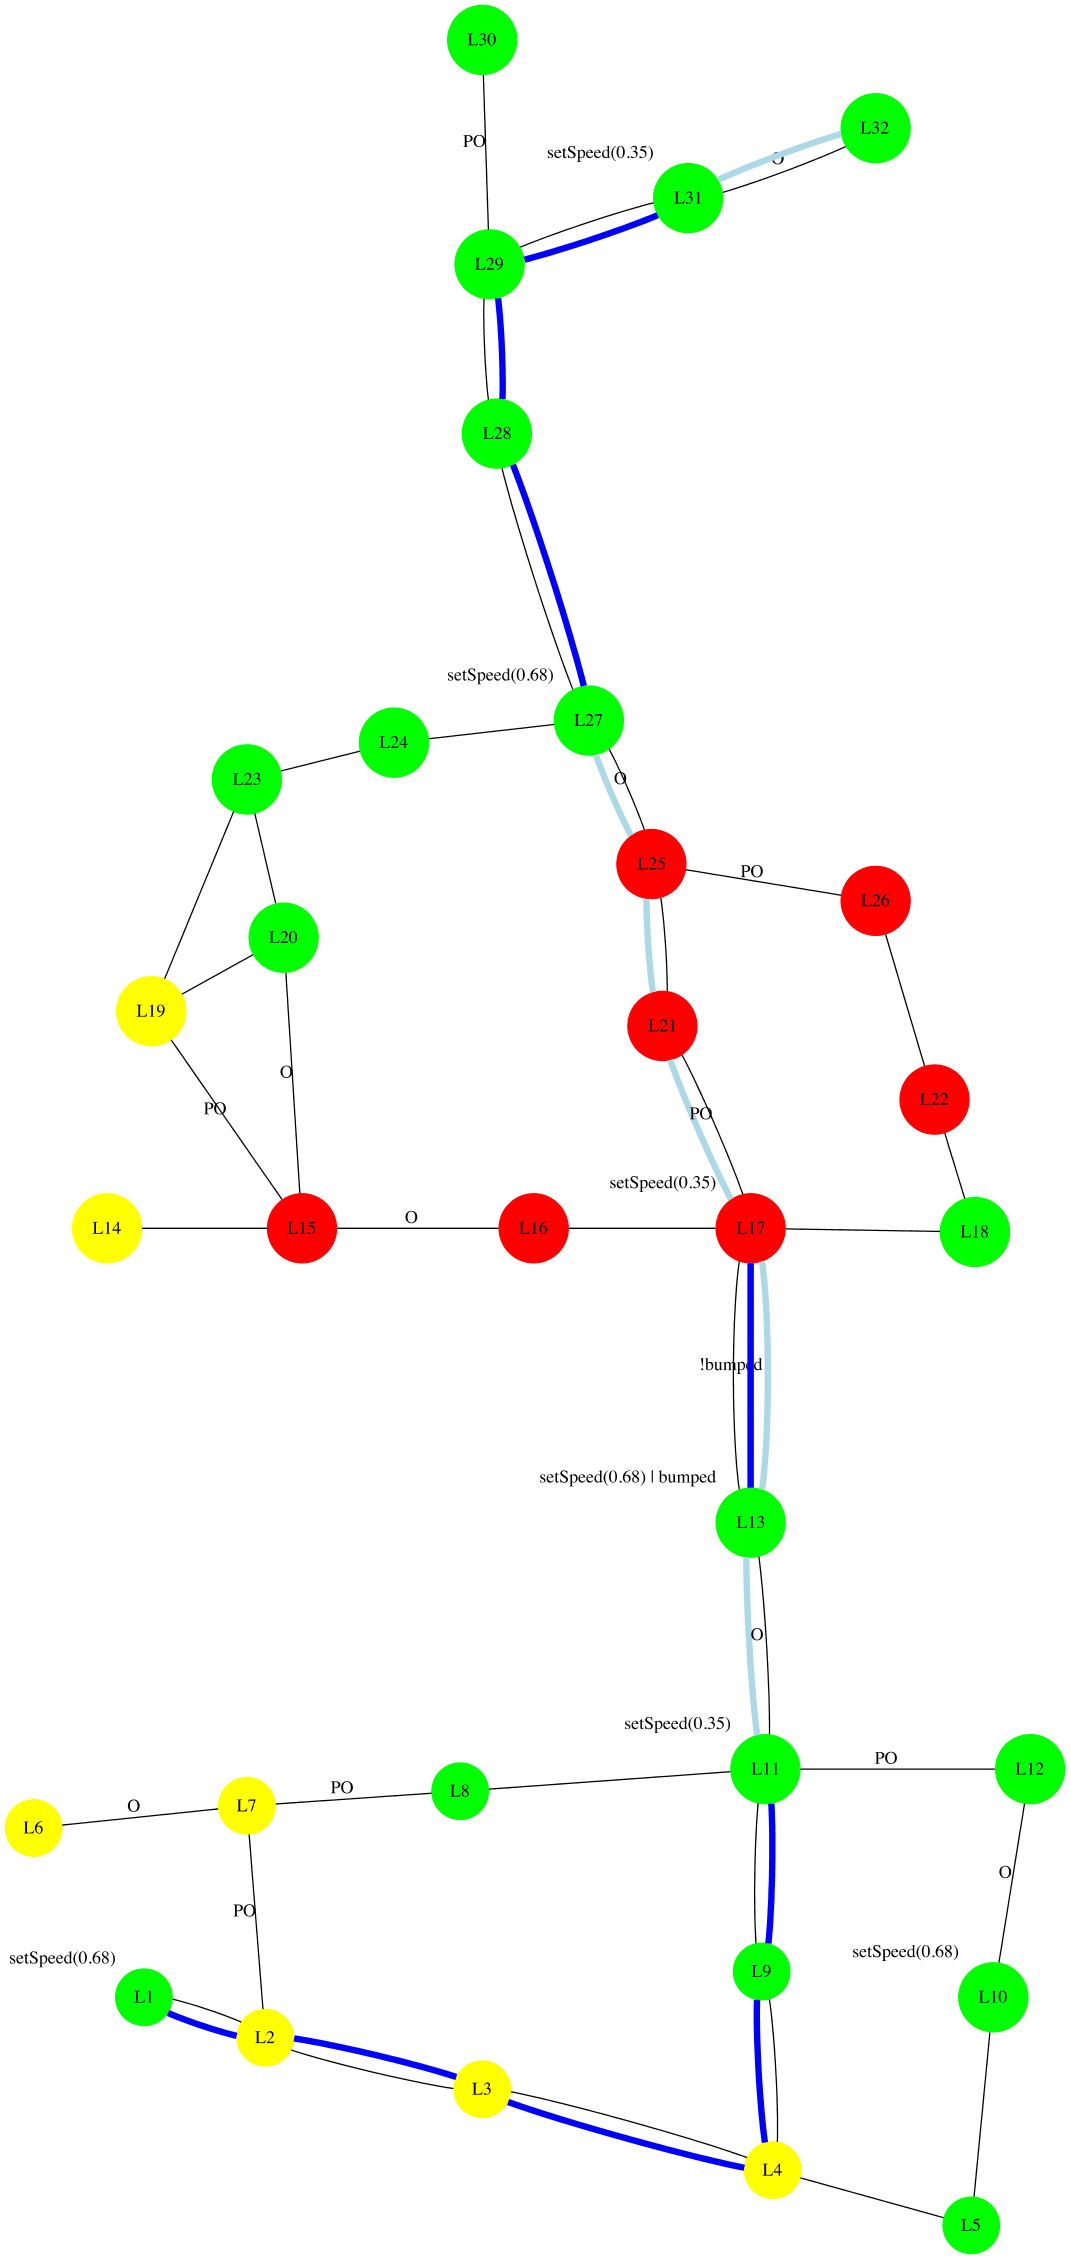 L30
L32
PO
setSpeed(0.35)
O
L31
L29
L28
setSpeed(0.68)
L27
L24
L23
O
L25
PO
L26
L20
L19
L21
O
L22
PO
PO
setSpeed(0.35)
L14
L15
O
L16
L17
L18
!bumped
setSpeed(0.68) | bumped
L13
O
setSpeed(0.35)
L11
PO
L12
L8
PO
L7
O
L6
O
PO
setSpeed(0.68)
setSpeed(0.68)
L9
L1
L10
L2
L3
L4
L5